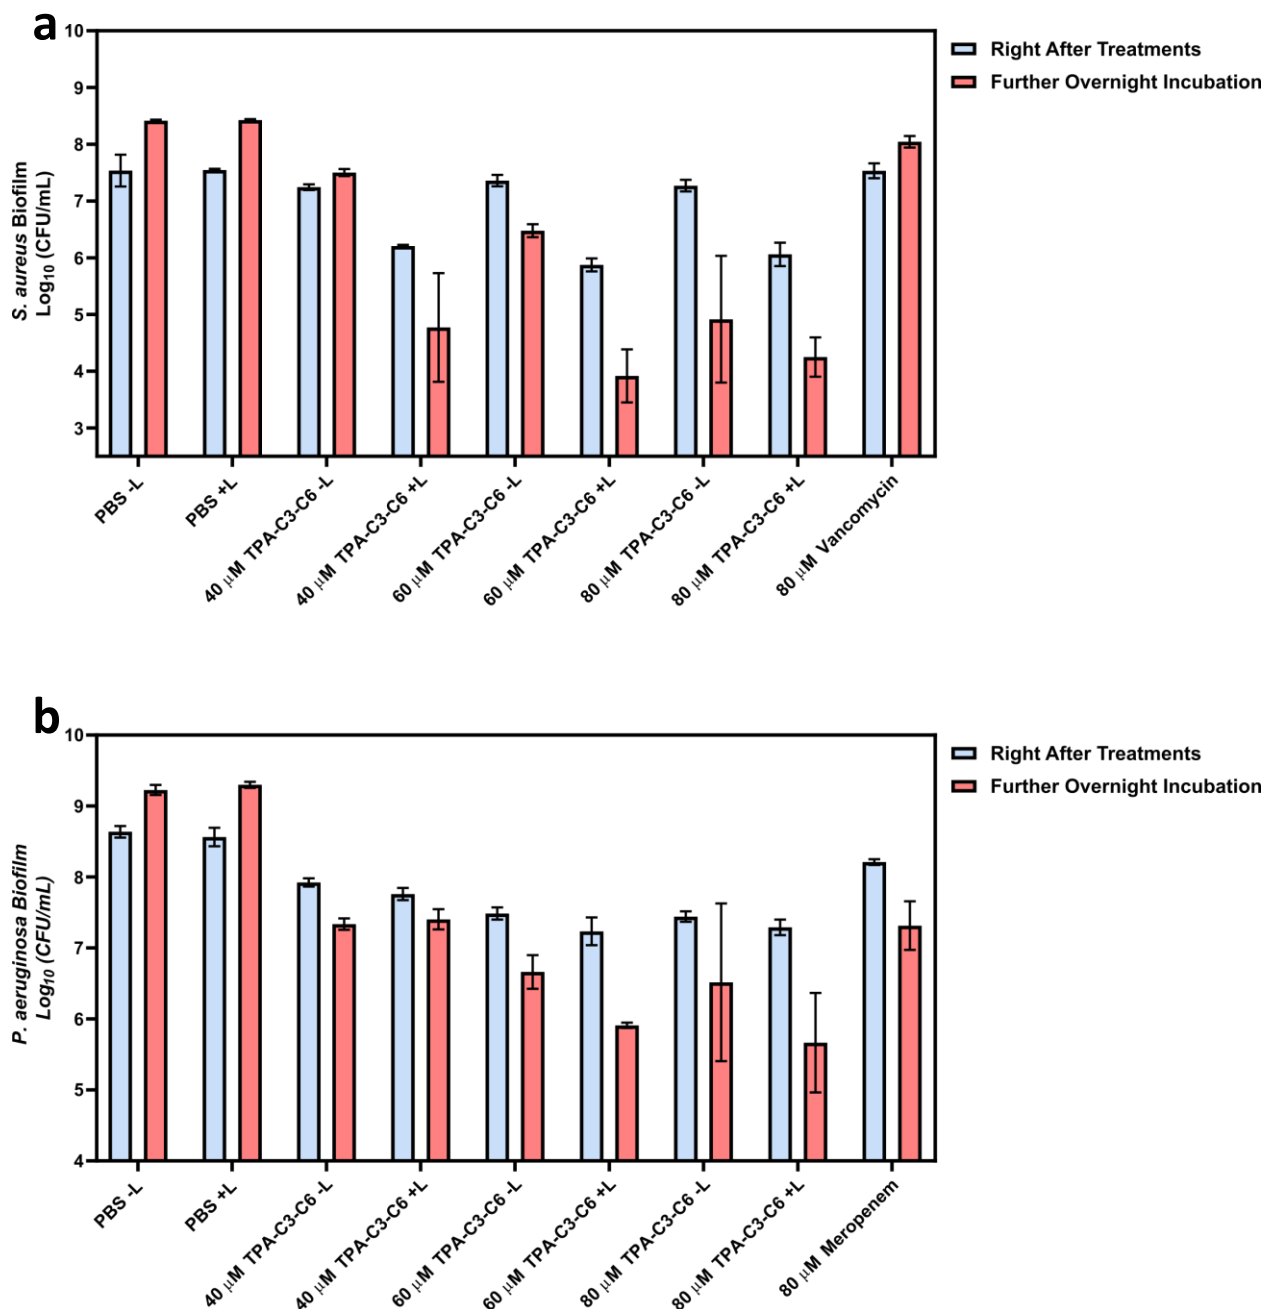 a
10
9
8
7
6
5
4
3
S. aureus Biofilm
Log₁₀ (CFU/mL)
Right After Treatments
Further Overnight Incubation
PBS -L
PBS +L
40 μM TPA-C3-C6 -L
40 μM TPA-C3-C6 +L
60 μM TPA-C3-C6 -L
60 μM TPA-C3-C6 +L
80 μM TPA-C3-C6 -L
80 μM TPA-C3-C6 +L
80 μM Vancomycin
b
10
9
8
7
6
5
4
P. aeruginosa Biofilm
Log₁₀ (CFU/mL)
Right After Treatments
Further Overnight Incubation
PBS -L
PBS +L
40 μM TPA-C3-C6 -L
40 μM TPA-C3-C6 +L
60 μM TPA-C3-C6 -L
60 μM TPA-C3-C6 +L
80 μM TPA-C3-C6 -L
80 μM TPA-C3-C6 +L
80 μM Meropenem